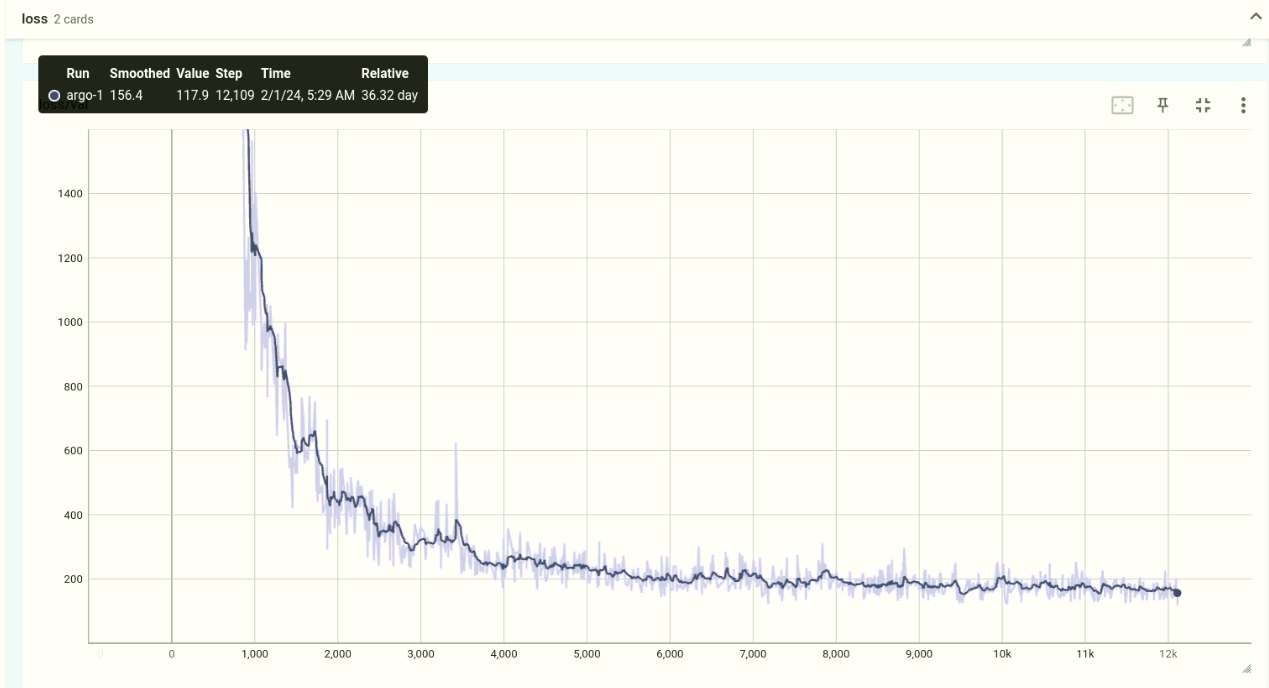 loss 2 cards
Run Smoothed Value Step Time Relative
argo-1 156.4 117.9 12,109 2/1/24, 5:29 AM 36.32 day
loss/val
1400
1200
1000
800
600
400
200
0 1,000 2,000 3,000 4,000 5,000 6,000 7,000 8,000 9,000 10k 11k 12k